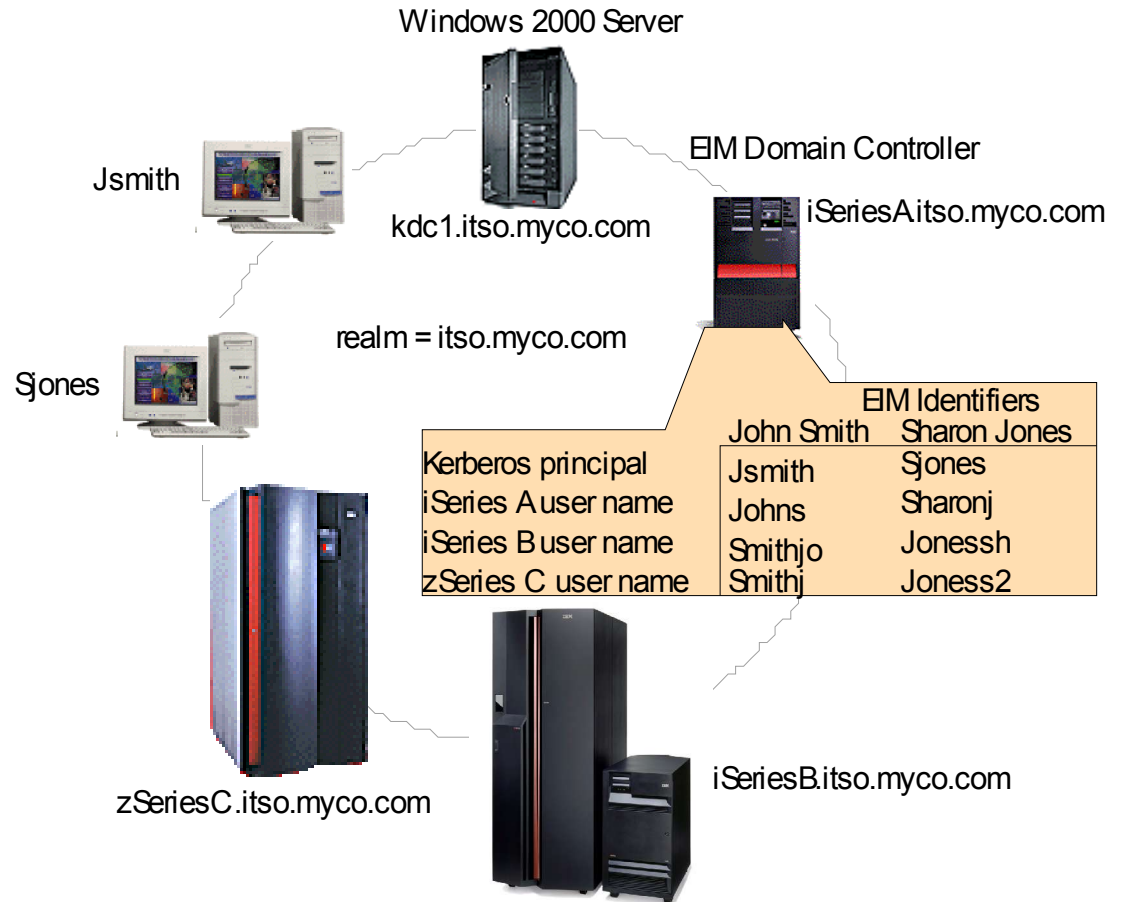 Windows 2000 Server
EIM Domain Controller
Jsmith
iSeriesA.itso.myco.com
kdc1.itso.myco.com
realm = itso.myco.com
Sjones
EIM Identifiers
John Smith Sharon Jones
Kerberos principal Jsmith Sjones
iSeries A user name Johns Sharonj
iSeries B user name Smithjo Jonessh
zSeries C user name Smithj Joness2
iSeriesB.itso.myco.com
zSeriesC.itso.myco.com